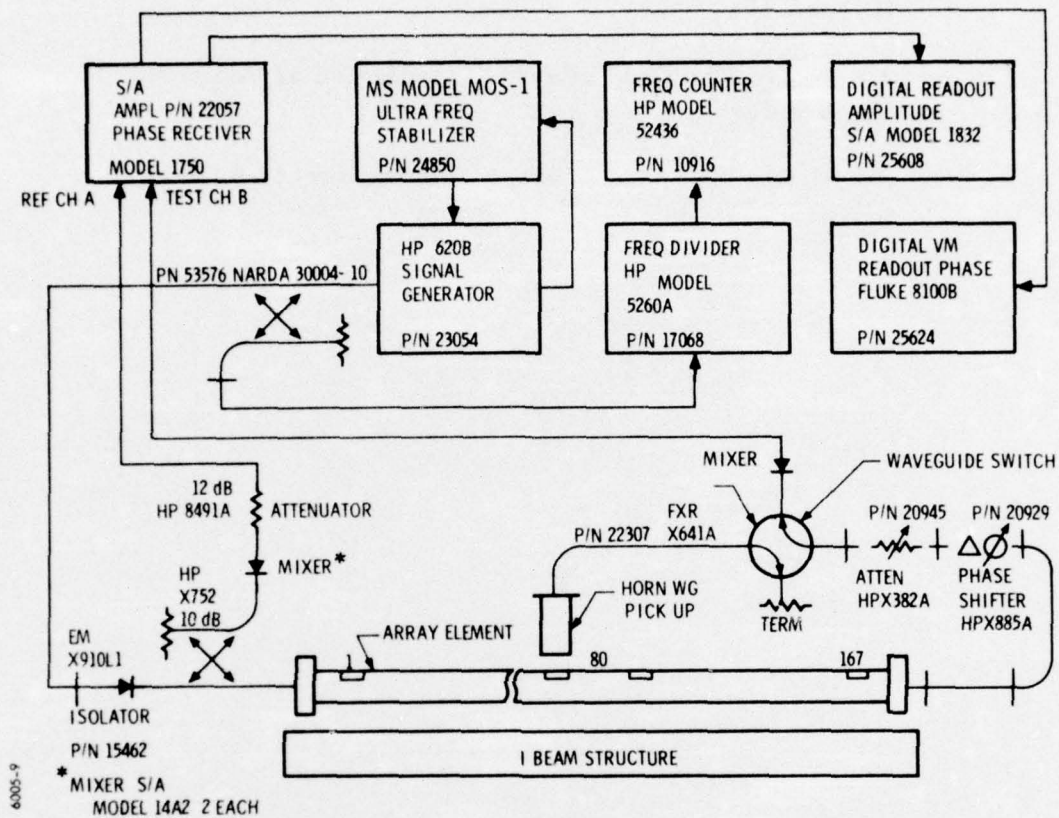 S/A
AMPL P/N 22057
PHASE RECEIVER
MODEL 1750
MS MODEL MOS-1
ULTRA FREQ
STABILIZER
P/N 24850
FREQ COUNTER
HP MODEL
52436
P/N 10916
DIGITAL READOUT
AMPLITUDE
S/A MODEL 1832
P/N 25608
REF CH A
TEST CH B
PN 53576 NARDA 30004-10
HP 620B
SIGNAL
GENERATOR
P/N 23054
FREQ DIVIDER
HP
MODEL
5260A
P/N 17068
DIGITAL VM
READOUT PHASE
FLUKE 8100B
P/N 25624
MIXER
WAVEGUIDE SWITCH
12 dB
HP 8491A
ATTENUATOR
MIXER*
P/N 22307
FXR
X641A
P/N 20945
P/N 20929
ATTEN
HPX382A
PHASE
SHIFTER
HPX885A
TERM
HORN WG
PICK UP
HP
X752
10 dB
EM
X910L1
ARRAY ELEMENT
1
80
167
ISOLATOR
P/N 15462
I BEAM STRUCTURE
* MIXER S/A
MODEL 14A2 2 EACH
6005-9